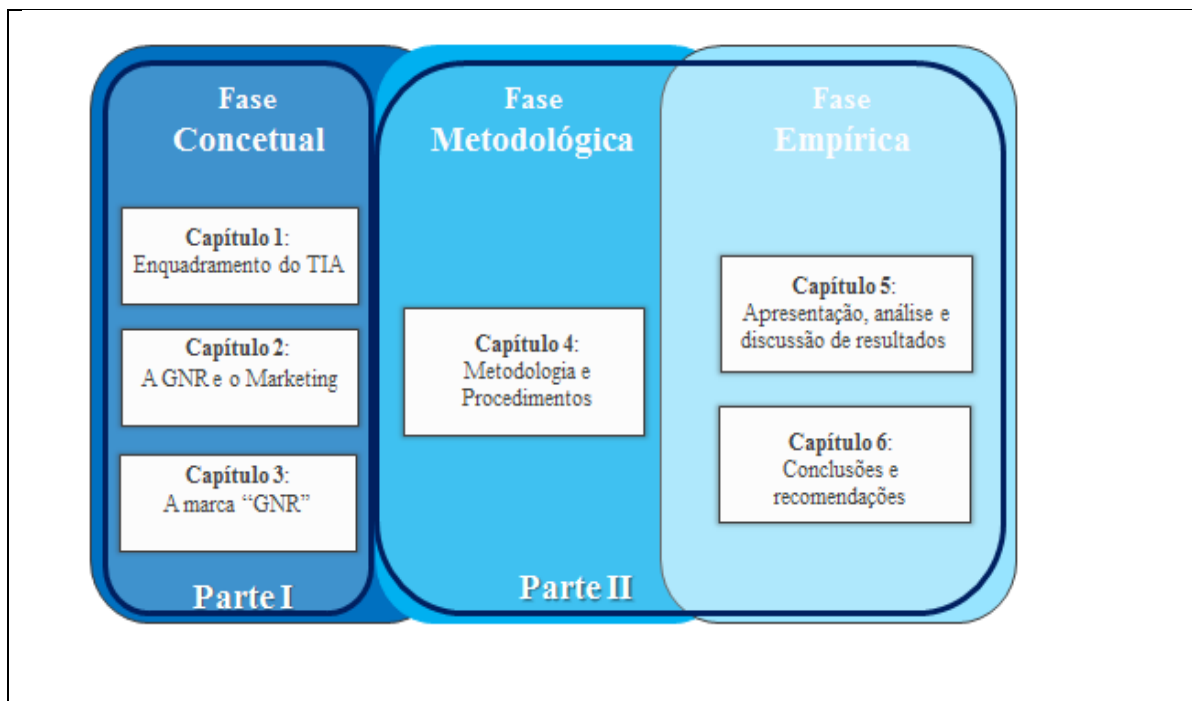 Fase
Concetual
Capítulo 1:
Enquadramento do TIA
Capítulo 2:
A GNR e o Marketing
Capítulo 3:
A marca “GNR”
Parte I
Fase
Metodológica
Capítulo 4:
Metodologia e
Procedimentos
Parte II
Fase
Empírica
Capítulo 5:
Apresentação, análise e
discussão de resultados
Capítulo 6:
Conclusões e
recomendações